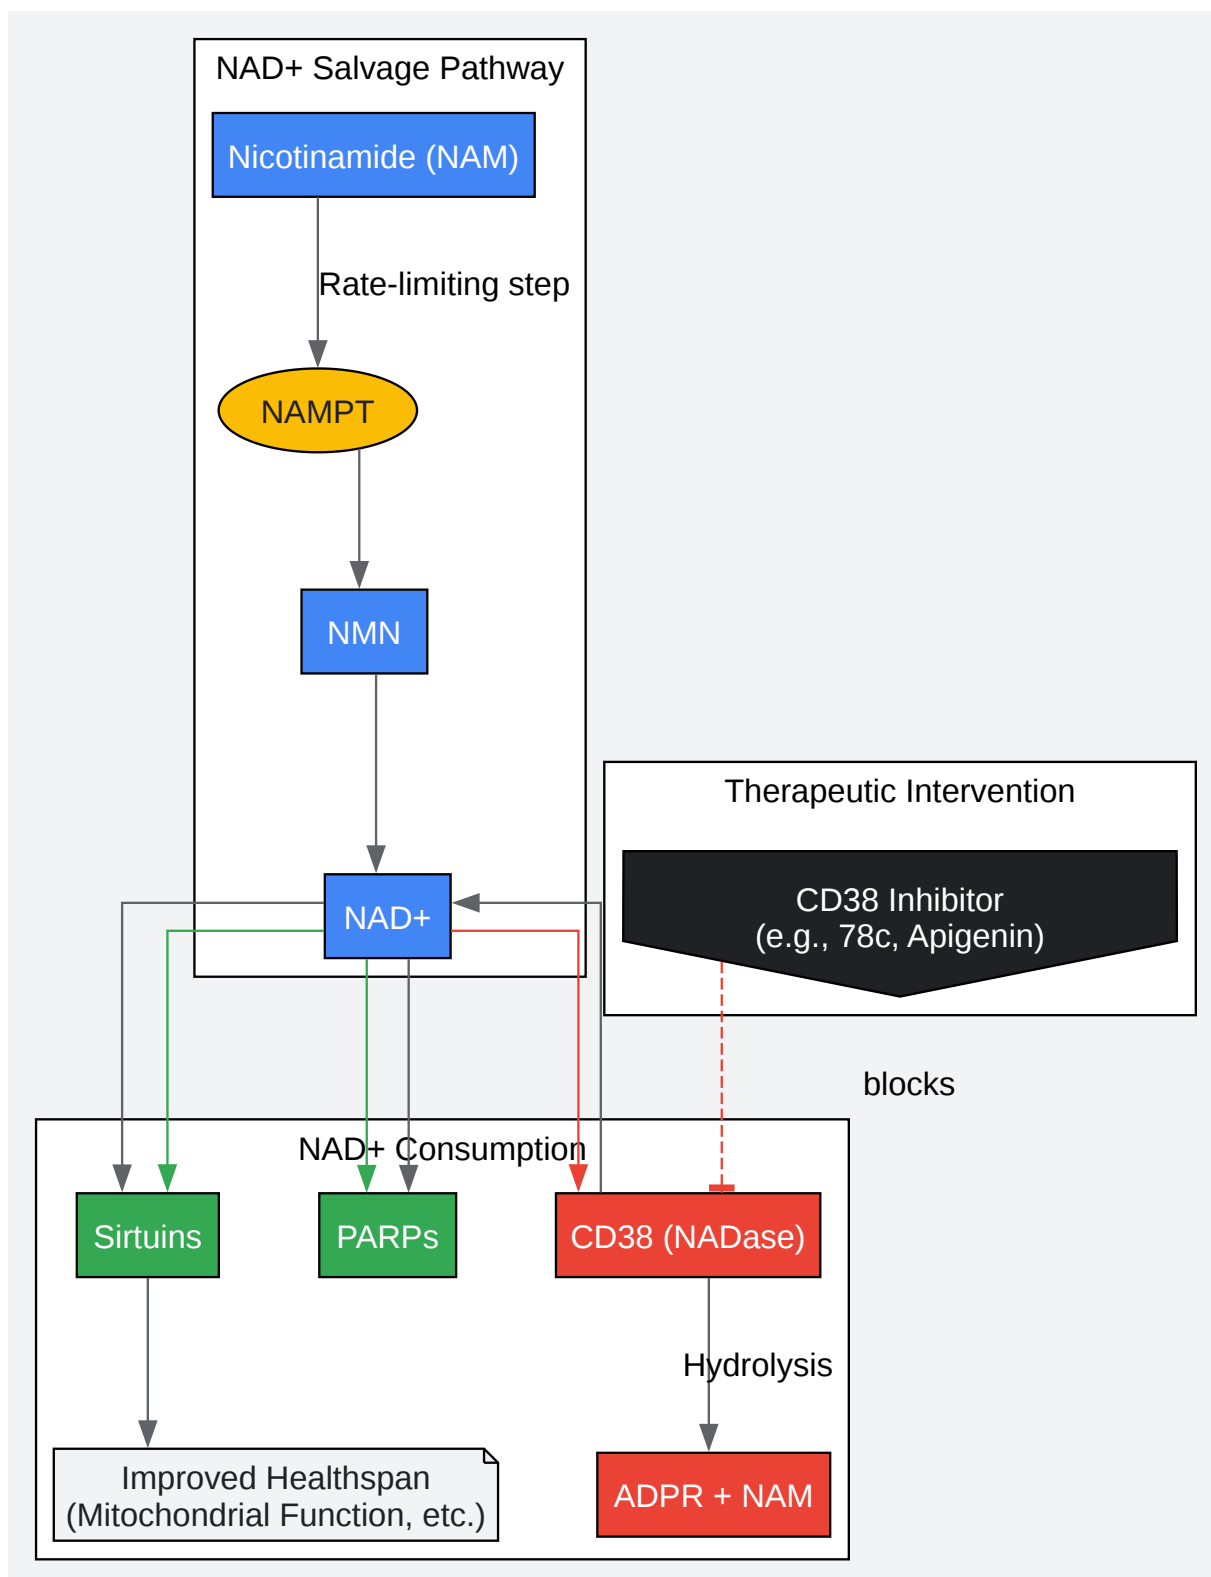 NAD+ Salvage Pathway
Nicotinamide (NAM)
Rate-limiting step
NAMPT
NMN
Therapeutic Intervention
CD38 Inhibitor
(e.g., 78c, Apigenin)
NAD+
blocks
NAD+ Consumption
Sirtuins
PARPs
CD38 (NADase)
Hydrolysis
Improved Healthspan
(Mitochondrial Function, etc.)
ADPR + NAM